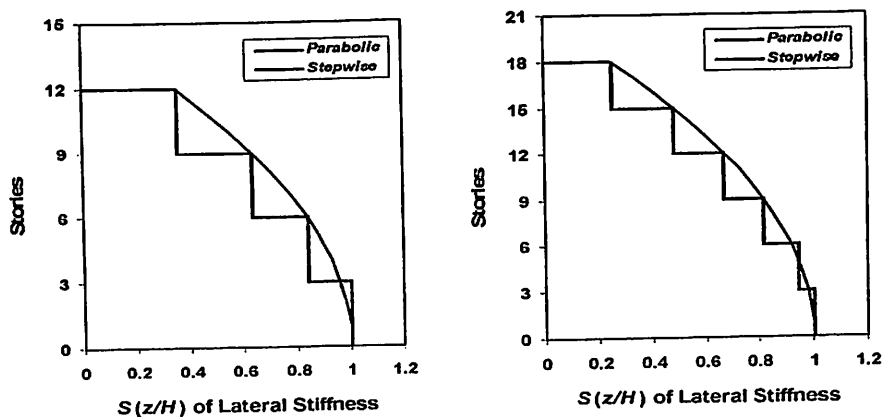 15
12
9
6
3
0
Stories
Parabolic
Stepwise
0 0.2 0.4 0.6 0.8 1 1.2
S(z/H) of Lateral Stiffness
21
18
15
12
9
6
3
0
Stories
Parabolic
Stepwise
0 0.2 0.4 0.6 0.8 1 1.2
S(z/H) of Lateral Stiffness